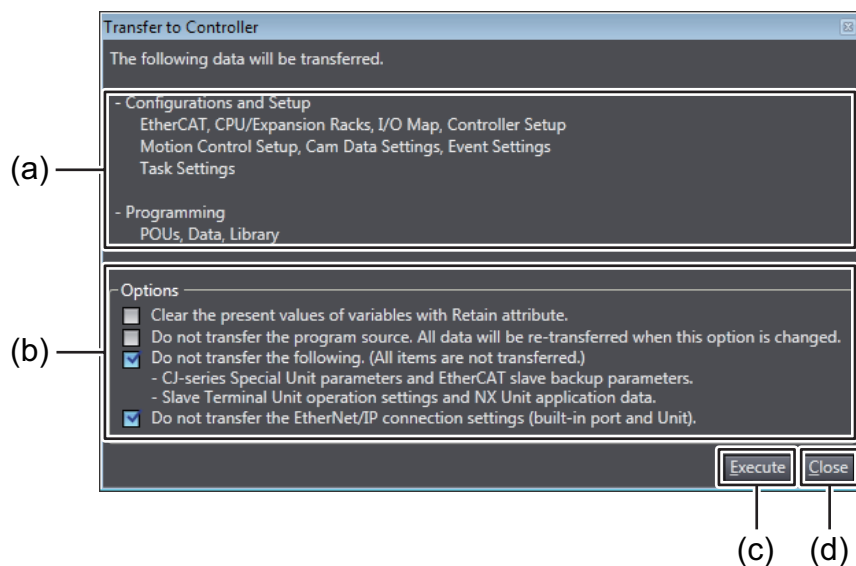 Transfer to Controller
The following data will be transferred.
- Configurations and Setup
EtherCAT, CPU/Expansion Racks, I/O Map, Controller Setup
Motion Control Setup, Cam Data Settings, Event Settings
Task Settings
(a)
- Programming
POUs, Data, Library
Options
Clear the present values of variables with Retain attribute.
Do not transfer the program source. All data will be re-transferred when this option is changed.
(b)
Do not transfer the following. (All items are not transferred.)
- CJ-series Special Unit parameters and EtherCAT slave backup parameters.
- Slave Terminal Unit operation settings and NX Unit application data.
Do not transfer the EtherNet/IP connection settings (built-in port and Unit).
Execute Close
(c) (d)